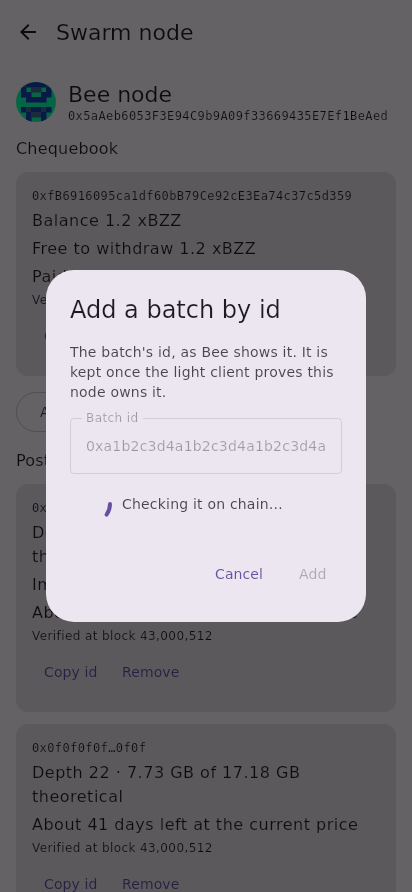 Swarm node
Bee node
0x5aAeb6053F3E94C9b9A09f33669435E7Ef1BeAed
Chequebook
0xfB6916095ca1df60bB79Ce92cE3Ea74c37c5d359
Balance 1.2 xBZZ
Free to withdraw 1.2 xBZZ
Add a batch by id
The batch's id, as Bee shows it. It is
kept once the light client proves this
node owns it.
Batch id
0xa1b2c3d4a1b2c3d4a1b2c3d4a
Checking it on chain…
Cancel
Add
Verified at block 43,000,512
Copy id
Remove
0x0f0f0f0f…0f0f
Depth 22 · 7.73 GB of 17.18 GB
theoretical
About 41 days left at the current price
Verified at block 43,000,512
Copy id
Remove